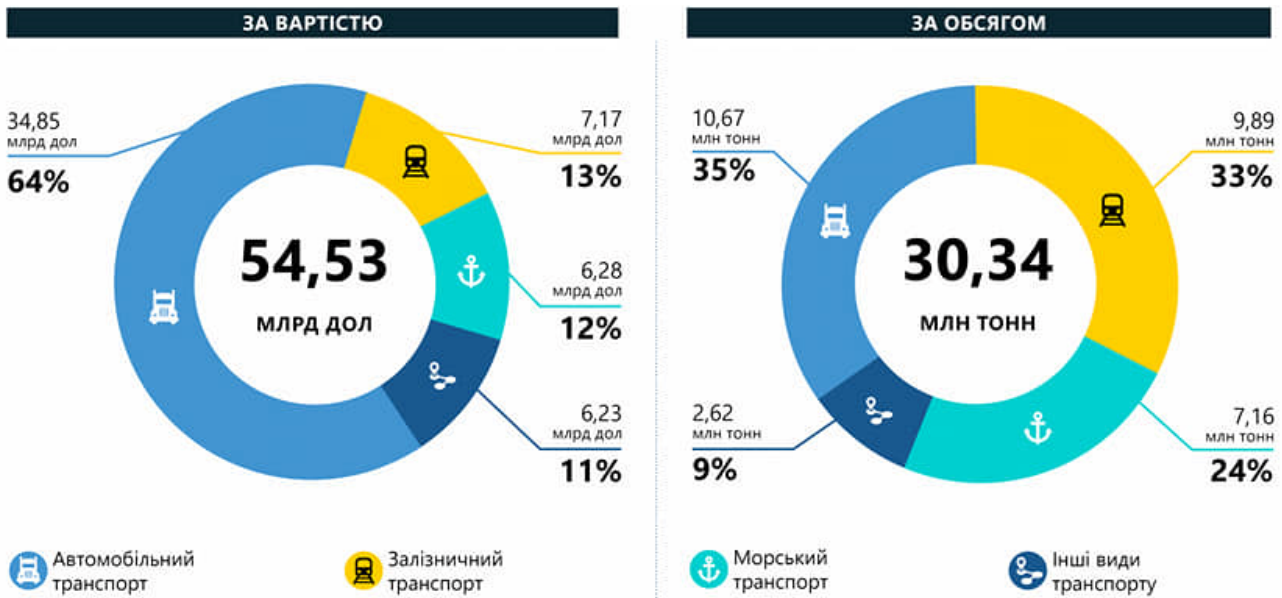 ЗА ВАРТІСТЮ
34,85
млрд дол
64%
7,17
млрд дол
13%
54,53
МЛРД ДОЛ
6,28
млрд дол
12%
6,23
млрд дол
11%
ЗА ОБСЯГОМ
10,67
млн тонн
35%
9,89
млн тонн
33%
30,34
МЛН ТОНН
2,62
млн тонн
9%
7,16
млн тонн
24%
Автомобільний
транспорт
Залізничний
транспорт
Морський
транспорт
Інші види
транспорту